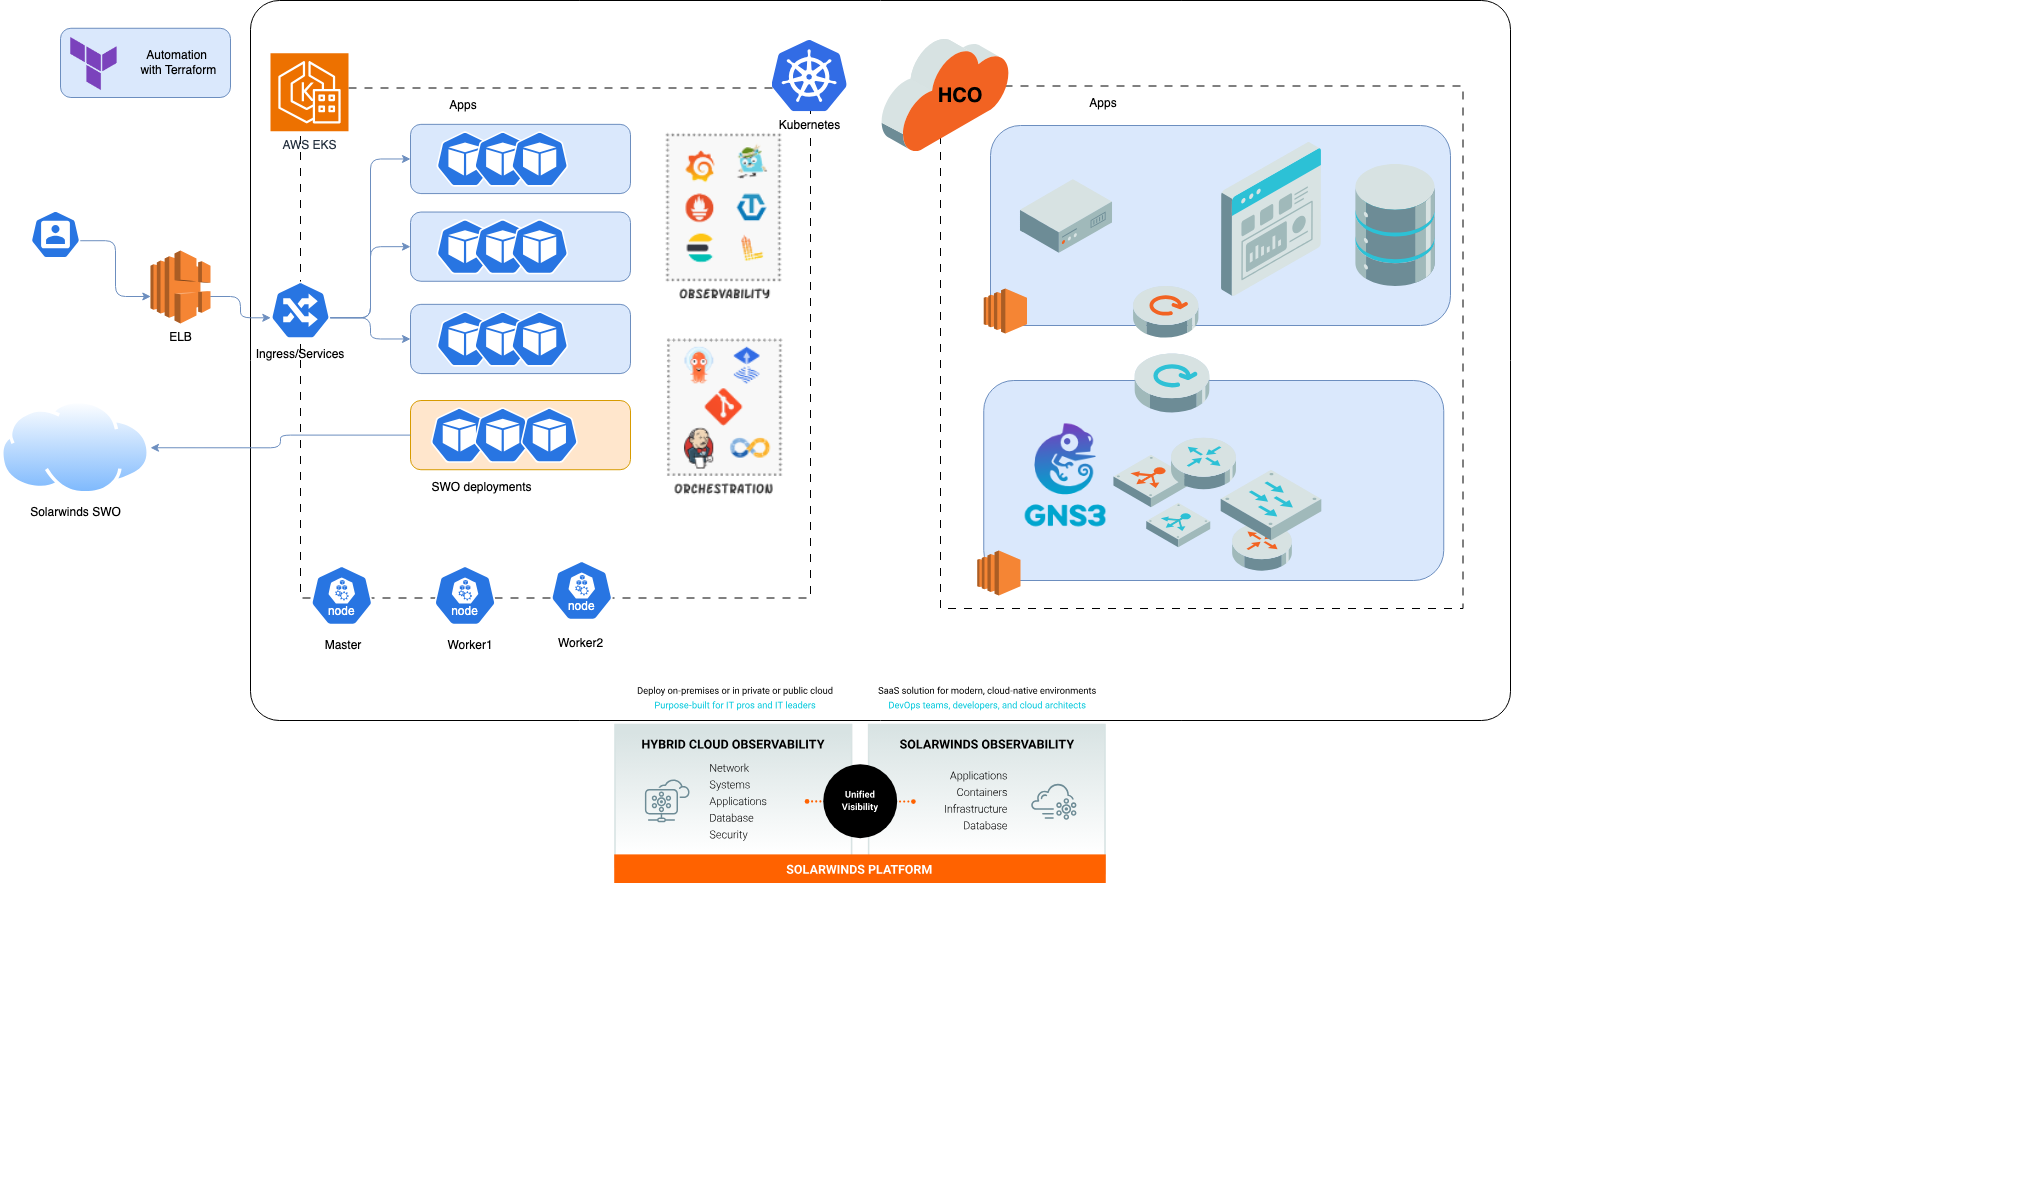 Automation
with Terraform
AWS EKS
Apps
Kubernetes
HCO
Apps
OBSERVABILITY
ELB
Ingress/Services
ORCHESTRATION
SWO deployments
Solarwinds SWO
GNS3
node
node
node
Master
Worker1
Worker2
Deploy on-premises or in private or public cloud
Purpose-built for IT pros and IT leaders
SaaS solution for modern, cloud-native environments
DevOps teams, developers, and cloud architects
HYBRID CLOUD OBSERVABILITY
Network
Systems
Applications
Database
Security
Unified
Visibility
SOLARWINDS OBSERVABILITY
Applications
Containers
Infrastructure
Database
SOLARWINDS PLATFORM